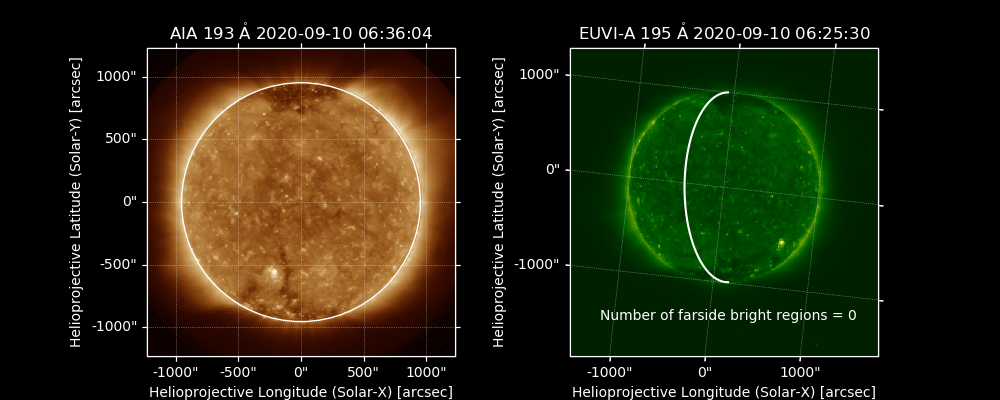 AIA 193 Å 2020-09-10 06:36:04
Helioprojective Latitude (Solar-Y) [arcsec]
1000"
500"
0"
-500"
-1000"
-1000" -500" 0" 500" 1000"
Helioprojective Longitude (Solar-X) [arcsec]
EUVI-A 195 Å 2020-09-10 06:25:30
Helioprojective Latitude (Solar-Y) [arcsec]
1000"
0"
-1000"
Number of farside bright regions = 0
-1000" 0" 1000"
Helioprojective Longitude (Solar-X) [arcsec]